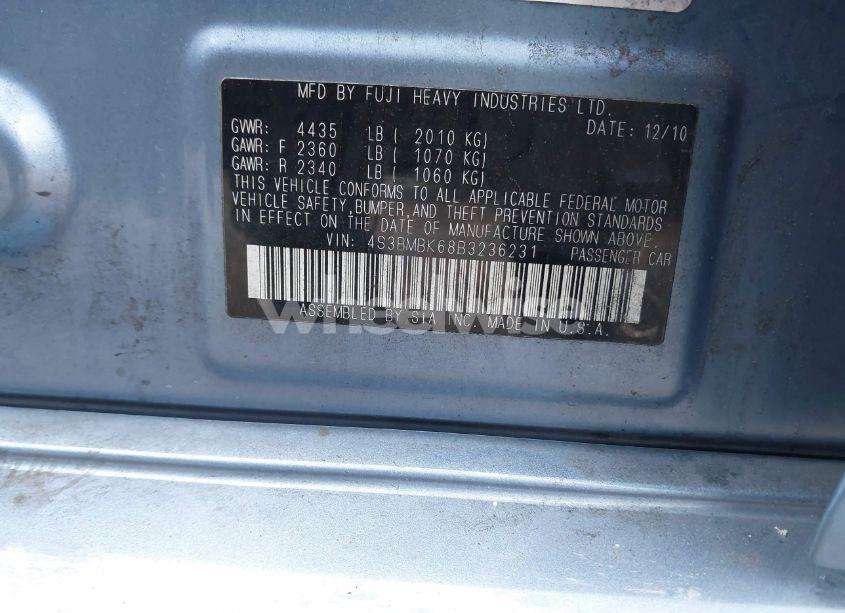 MFD BY FUJI HEAVY INDUSTRIES LTD.
DATE: 12/10
GVWR: 4435 LB ( 2010 KG)
GAWR: F 2360 LB ( 1070 KG)
GAWR: R 2340 LB ( 1060 KG)
THIS VEHICLE CONFORMS TO ALL APPLICABLE FEDERAL MOTOR
VEHICLE SAFETY, BUMPER, AND THEFT PREVENTION STANDARDS
IN EFFECT ON THE DATE OF MANUFACTURE SHOWN ABOVE.
VIN: 4S3BMBK68B3236231 PASSENGER CAR
wheelwise
ASSEMBLED BY SIA INC. MADE IN U.S.A.